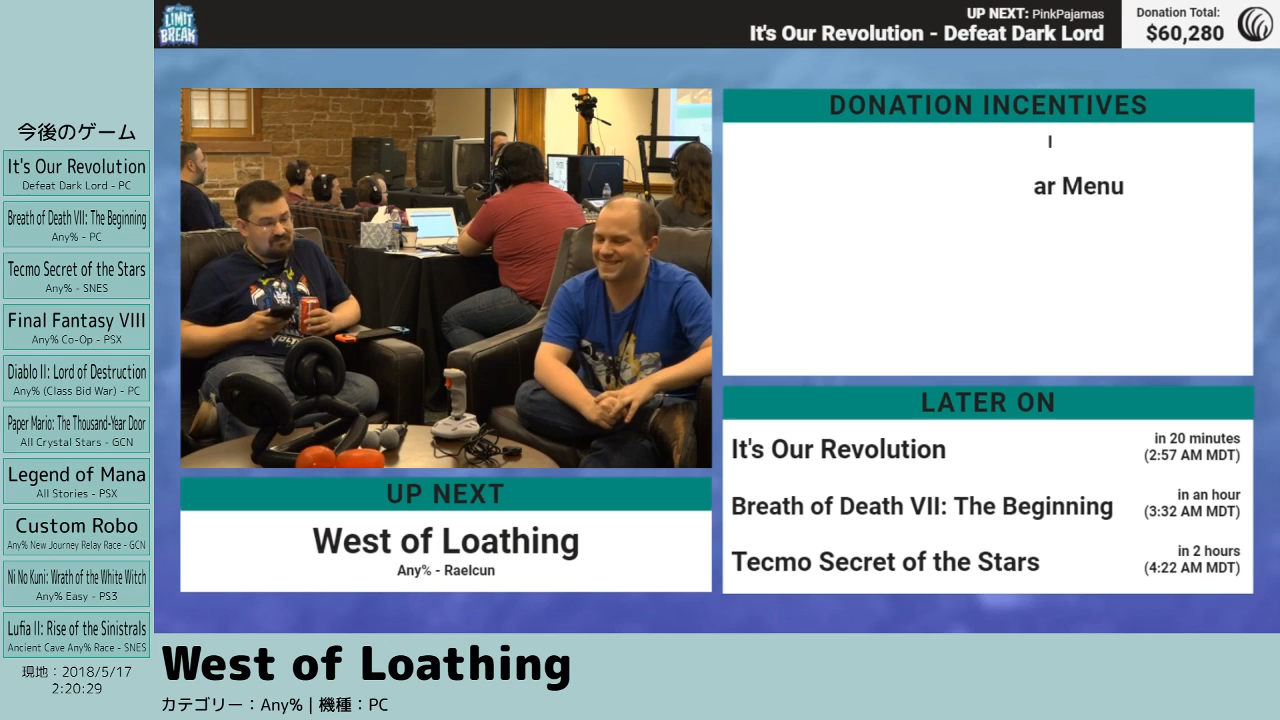 LIMIT
BREAK
UP NEXT: PinkPajamas
It's Our Revolution - Defeat Dark Lord
Donation Total:
$60,280
今後のゲーム
It's Our Revolution
Defeat Dark Lord - PC
Breath of Death VII: The Beginning
Any% - PC
Tecmo Secret of the Stars
Any% - SNES
Final Fantasy VIII
Any% Co-Op - PSX
Diablo II: Lord of Destruction
Any% (Class Bid War) - PC
Paper Mario: The Thousand-Year Door
All Crystal Stars - GCN
Legend of Mana
All Stories - PSX
Custom Robo
Any% New Journey Relay Race - GCN
Ni No Kuni: Wrath of the White Witch
Any% Easy - PS3
Lufia II: Rise of the Sinistrals
Ancient Cave Any% Race - SNES
現地：2018/5/17
2:20:29
UP NEXT
West of Loathing
Any% - Raelcun
DONATION INCENTIVES
ar Menu
LATER ON
It's Our Revolution
in 20 minutes
(2:57 AM MDT)
Breath of Death VII: The Beginning
in an hour
(3:32 AM MDT)
Tecmo Secret of the Stars
in 2 hours
(4:22 AM MDT)
West of Loathing
カテゴリー：Any% | 機種：PC